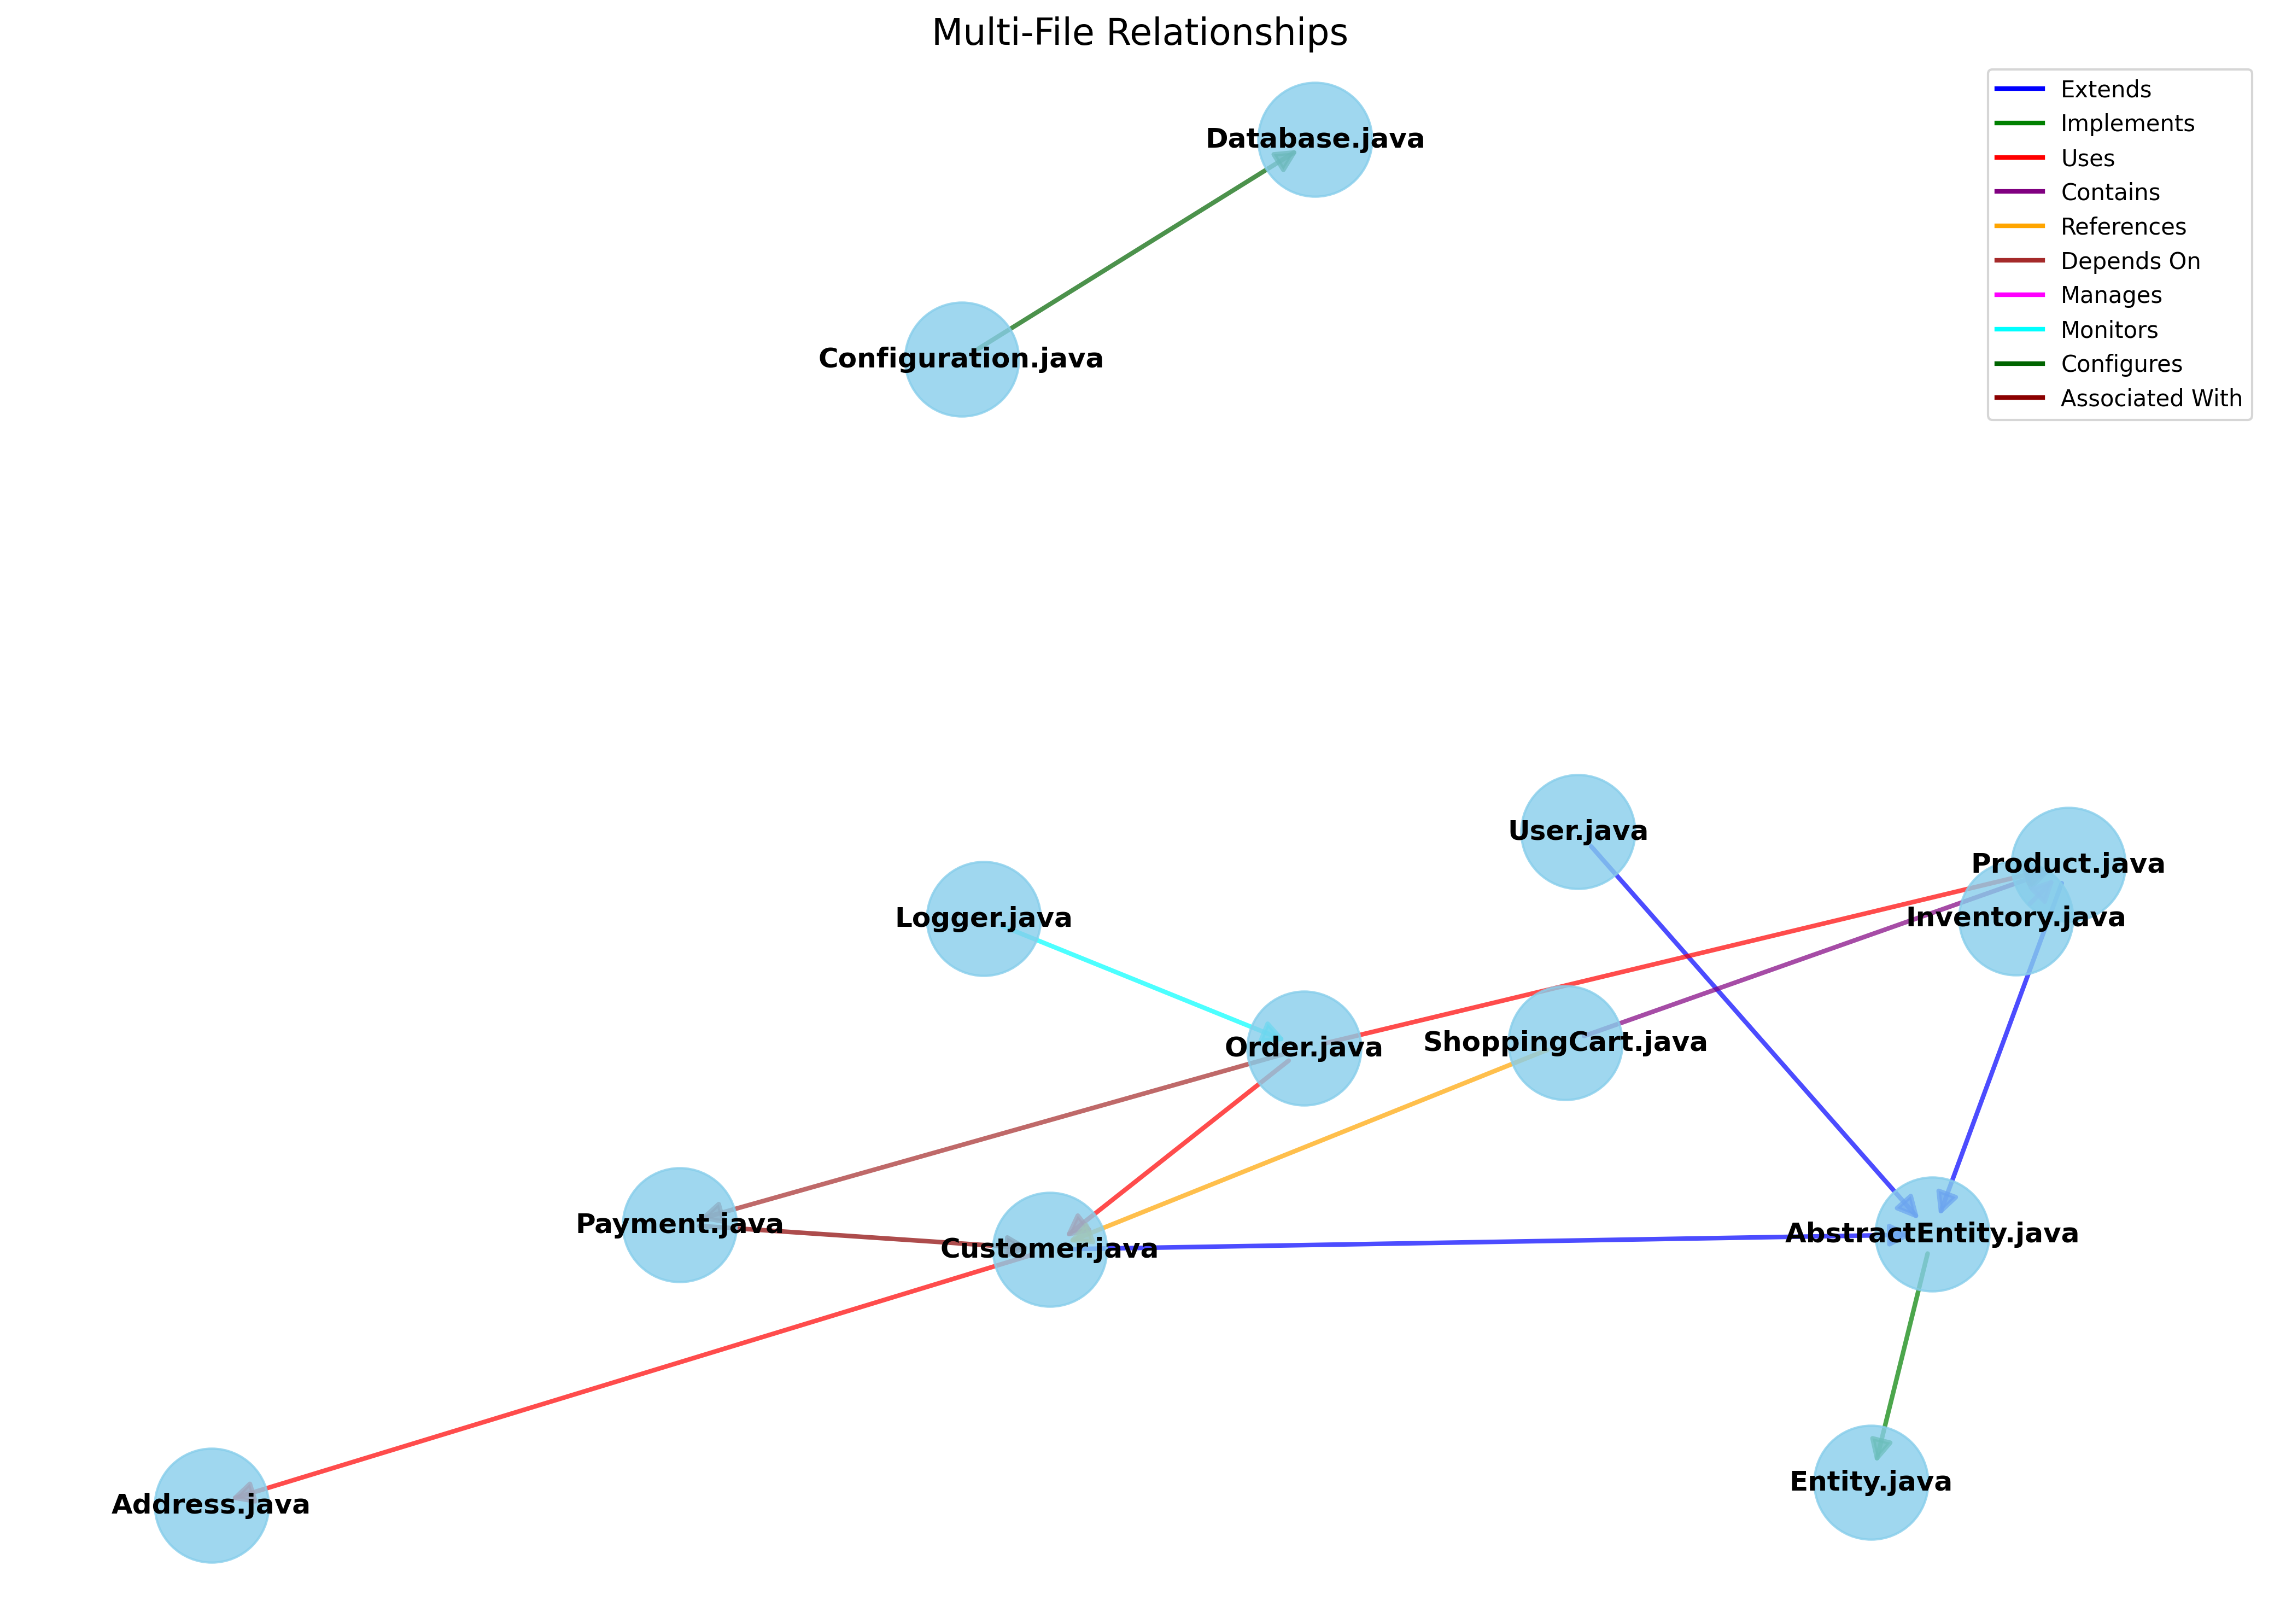 Multi-File Relationships
Extends
Implements
Uses
Contains
References
Depends On
Manages
Monitors
Configures
Associated With
Database.java
Configuration.java
User.java
Product.java
Logger.java
Inventory.java
Order.java
ShoppingCart.java
Payment.java
Customer.java
AbstractEntity.java
Entity.java
Address.java